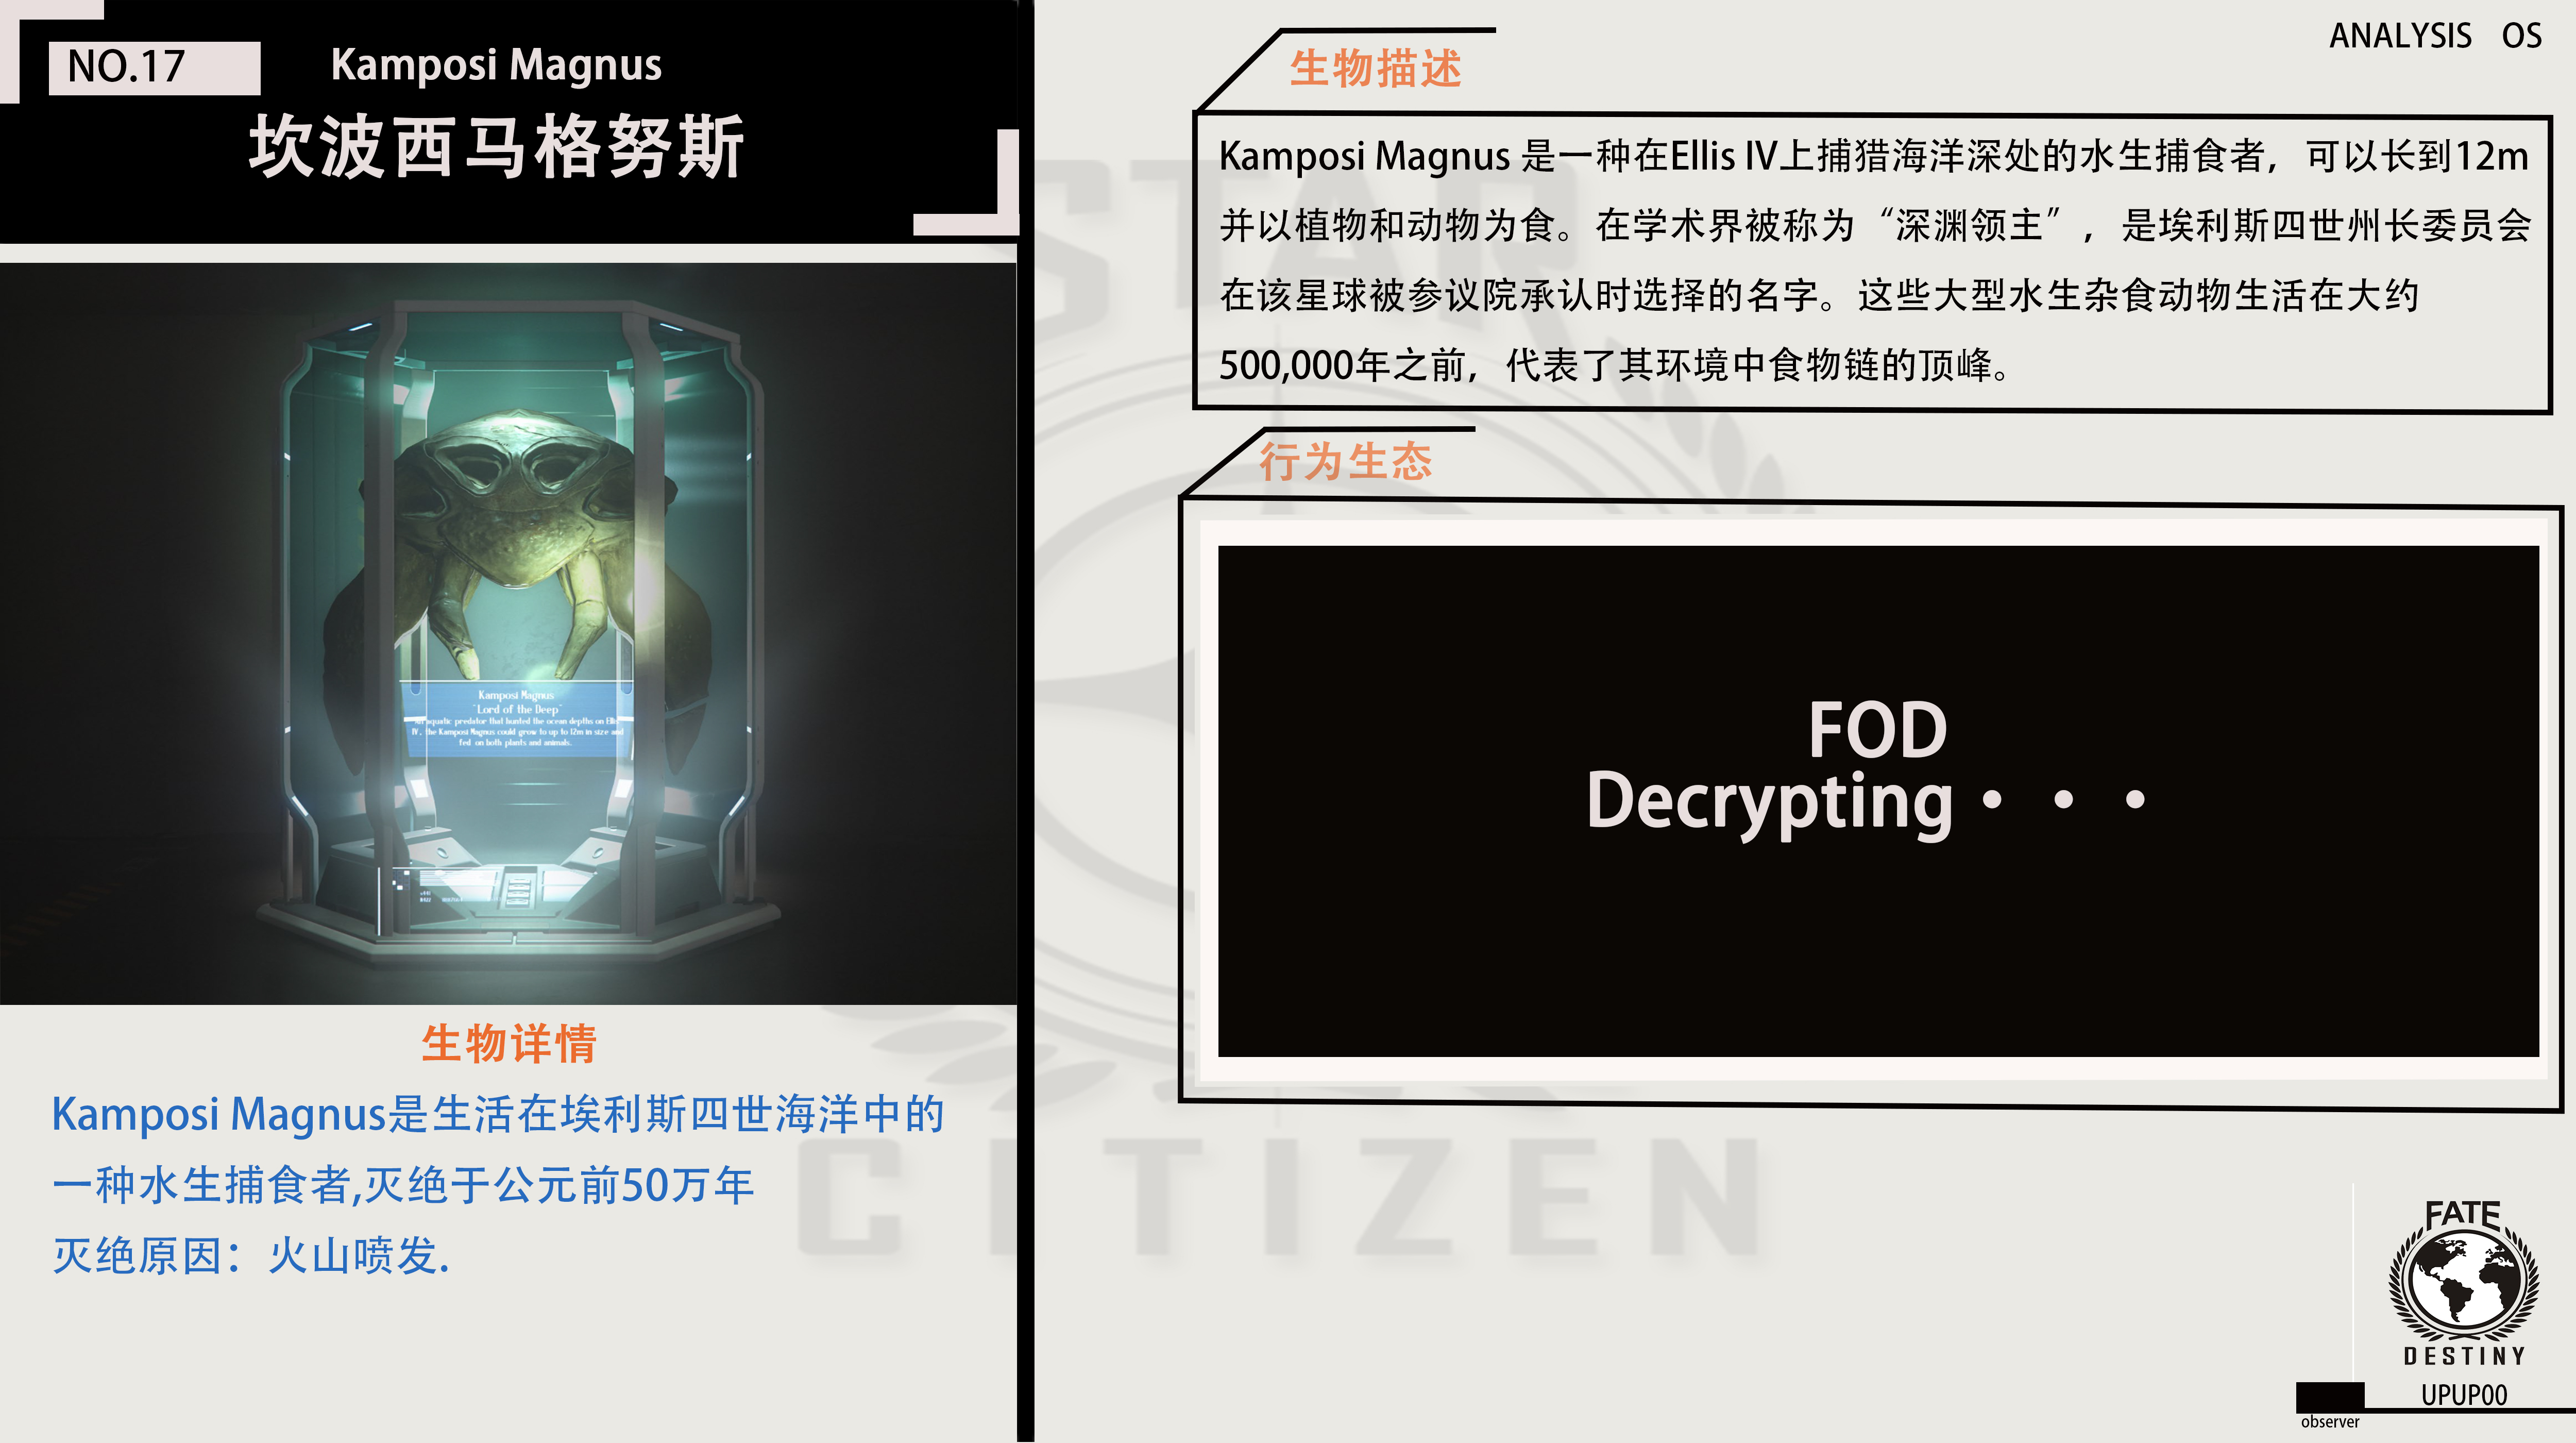 NO.17
Kamposi Magnus
坎波西马格努斯
Kamposi Magnus
"Lord of the Deep"
An aquatic predator that hunted the ocean depths on Ellis
IV, the Kamposi Magnus could grow to up to 12m in size and
fed on both plants and animals.
生物详情
Kamposi Magnus是生活在埃利斯四世海洋中的
一种水生捕食者,灭绝于公元前50万年
灭绝原因：火山喷发.
ANALYSIS OS
生物描述
Kamposi Magnus 是一种在Ellis IV上捕猎海洋深处的水生捕食者，可以长到12m
并以植物和动物为食。在学术界被称为“深渊领主”，是埃利斯四世州长委员会
在该星球被参议院承认时选择的名字。这些大型水生杂食动物生活在大约
500,000年之前，代表了其环境中食物链的顶峰。
行为生态
FOD
Decrypting・・・
STAR
CITIZEN
FATE
DESTINY
UPUP00
observer